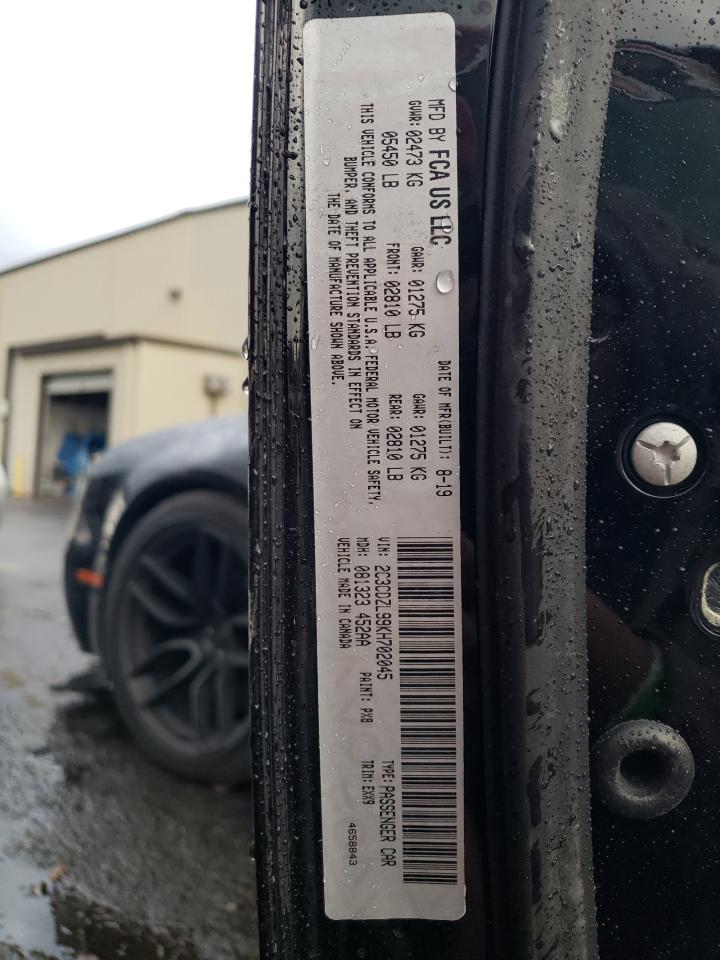 MFD BY FCA US LLC DATE OF MFR(BUILT): 8-19
GVWR: 02473 KG GAWR: 01275 KG GAWR: 01275 KG
05450 LB FRONT: 02810 LB REAR: 02810 LB
THIS VEHICLE CONFORMS TO ALL APPLICABLE U.S.A. FEDERAL MOTOR VEHICLE SAFETY,
BUMPER, AND THEFT PREVENTION STANDARDS IN EFFECT ON
THE DATE OF MANUFACTURE SHOWN ABOVE.
VIN: 2C3CDZL99KH702045 TYPE: PASSENGER CAR
MDH: 081323 452AA PAINT: PX8 TRIM: EXX9
VEHICLE MADE IN CANADA 4658843